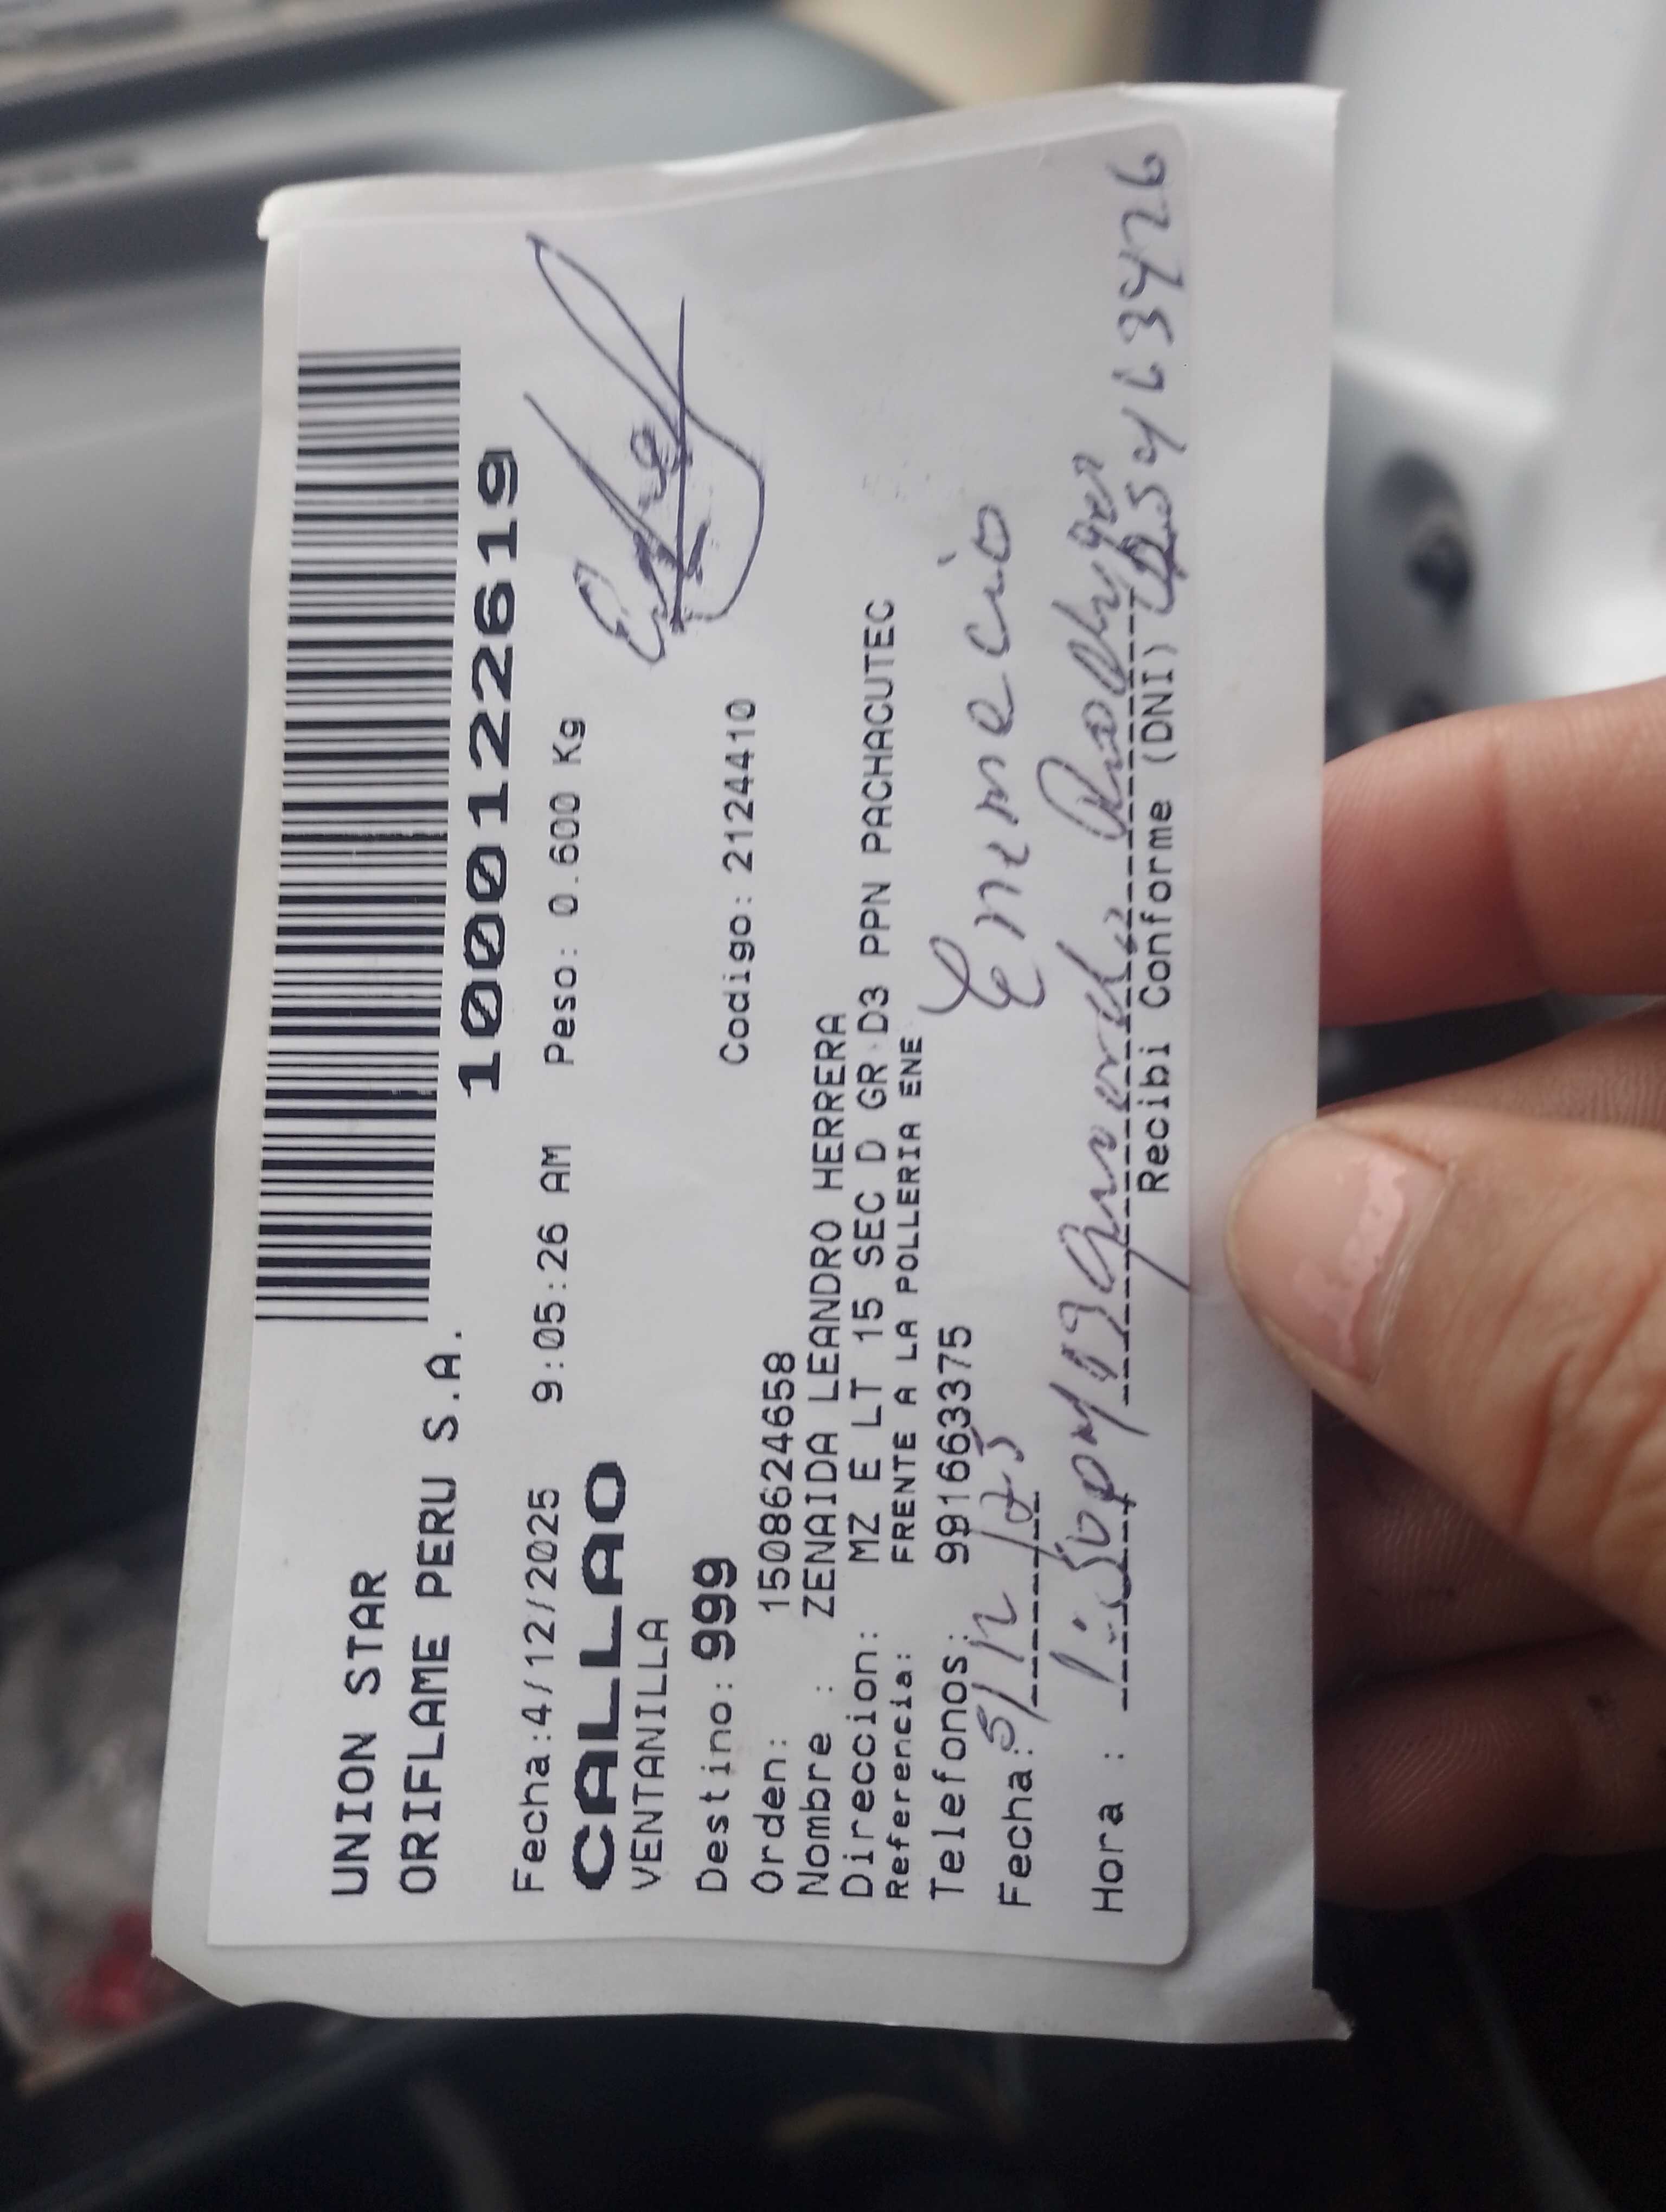 UNION STAR
ORIFLAME PERU S.A.
10001222619
Fecha:4/12/2025 9:05:26 AM Peso: 0.600 Kg
CALLAO
VENTANILLA
Destino: 999 Codigo: 2124410
Orden: 1508624658
Nombre : ZENAIDA LEANDRO HERRERA
Direccion: MZ E LT 15 SEC D GR D3 PPN PACHACUTEC
Referencia: FRENTE A LA POLLERIA ENE
Telefonos: 991663375
Fecha: 5/12/25
Hora :
Recibi Conforme (DNI)